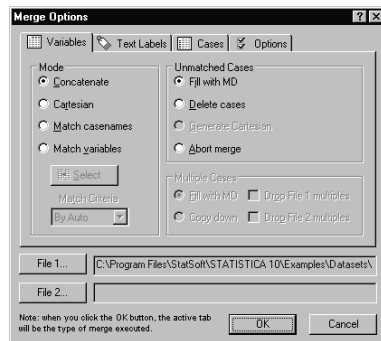 Merge Options
Variables
Text Labels
Cases
Options
Mode
Concatenate
Cartesian
Match casenames
Match variables
Select
Match Criteria
By Auto
Unmatched Cases
Fill with MD
Delete cases
Generate Cartesian
Abort merge
Multiple Cases
Fill with MD
Drop File 1 multiples
Copy down
Drop File 2 multiples
File 1...
C:\Program Files\StatSoft\STATISTICA 10\Examples\Datasets\
File 2...
Note: when you click the OK button, the active tab
will be the type of merge executed.
OK
Cancel